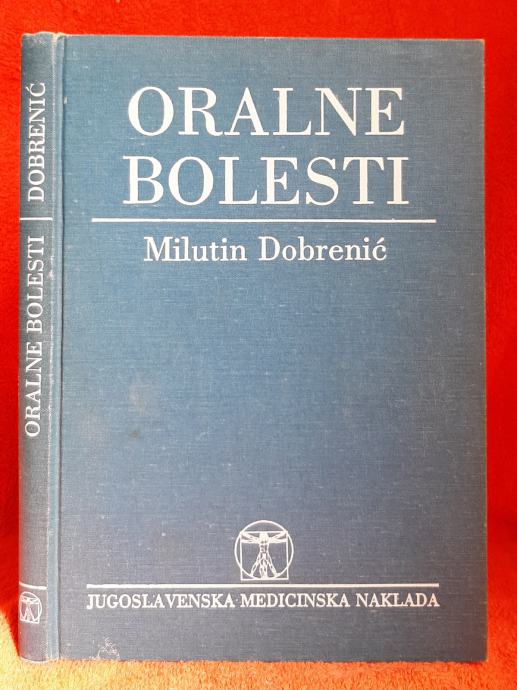 ORALNE BOLESTI | DOBRENIĆ
ORALNE
BOLESTI
Milutin Dobrenić
JUGOSLAVENSKA MEDICINSKA NAKLADA